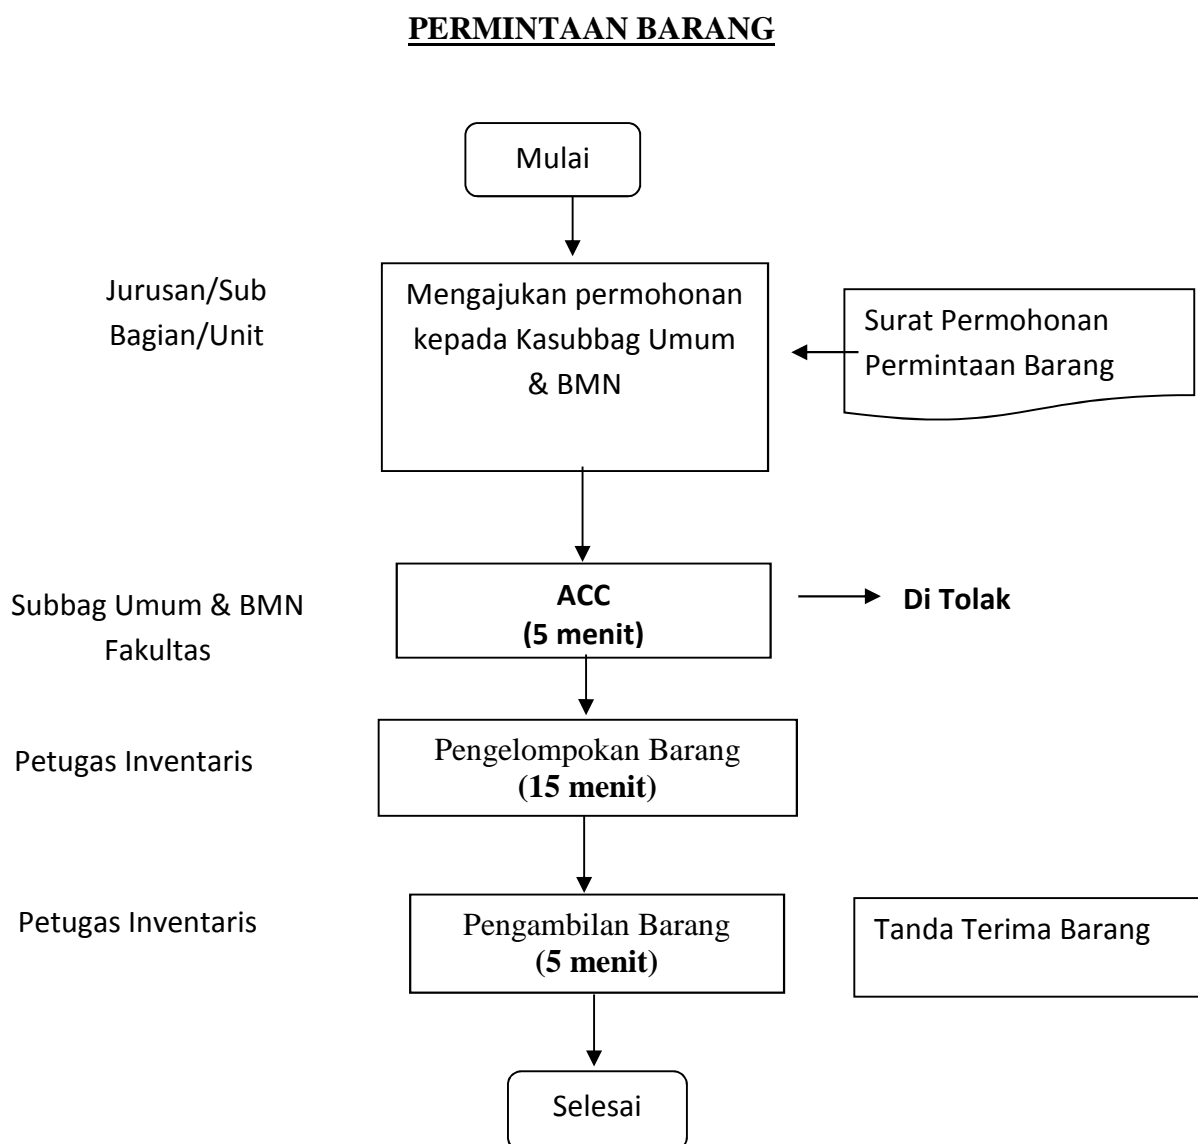 PERMINTAAN BARANG
Mulai
Jurusan/Sub
Bagian/Unit
Mengajukan permohonan
kepada Kasubbag Umum
& BMN
Surat Permohonan
Permintaan Barang
Subbag Umum & BMN
Fakultas
ACC
(5 menit)
Di Tolak
Petugas Inventaris
Pengelompokan Barang
(15 menit)
Petugas Inventaris
Pengambilan Barang
(5 menit)
Tanda Terima Barang
Selesai